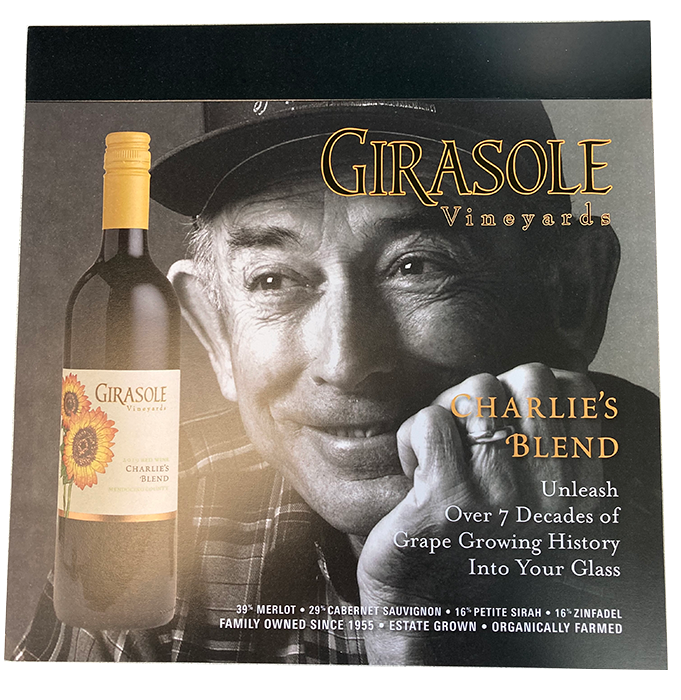 GIRASOLE
Vineyards
GIRASOLE
Vineyards
CHARLIE'S
BLEND
CHARLIE'S
BLEND
Unleash
Over 7 Decades of
Grape Growing History
Into Your Glass
39% MERLOT • 29% CABERNET SAUVIGNON • 16% PETITE SIRAH • 16% ZINFADEL
FAMILY OWNED SINCE 1955 • ESTATE GROWN • ORGANICALLY FARMED